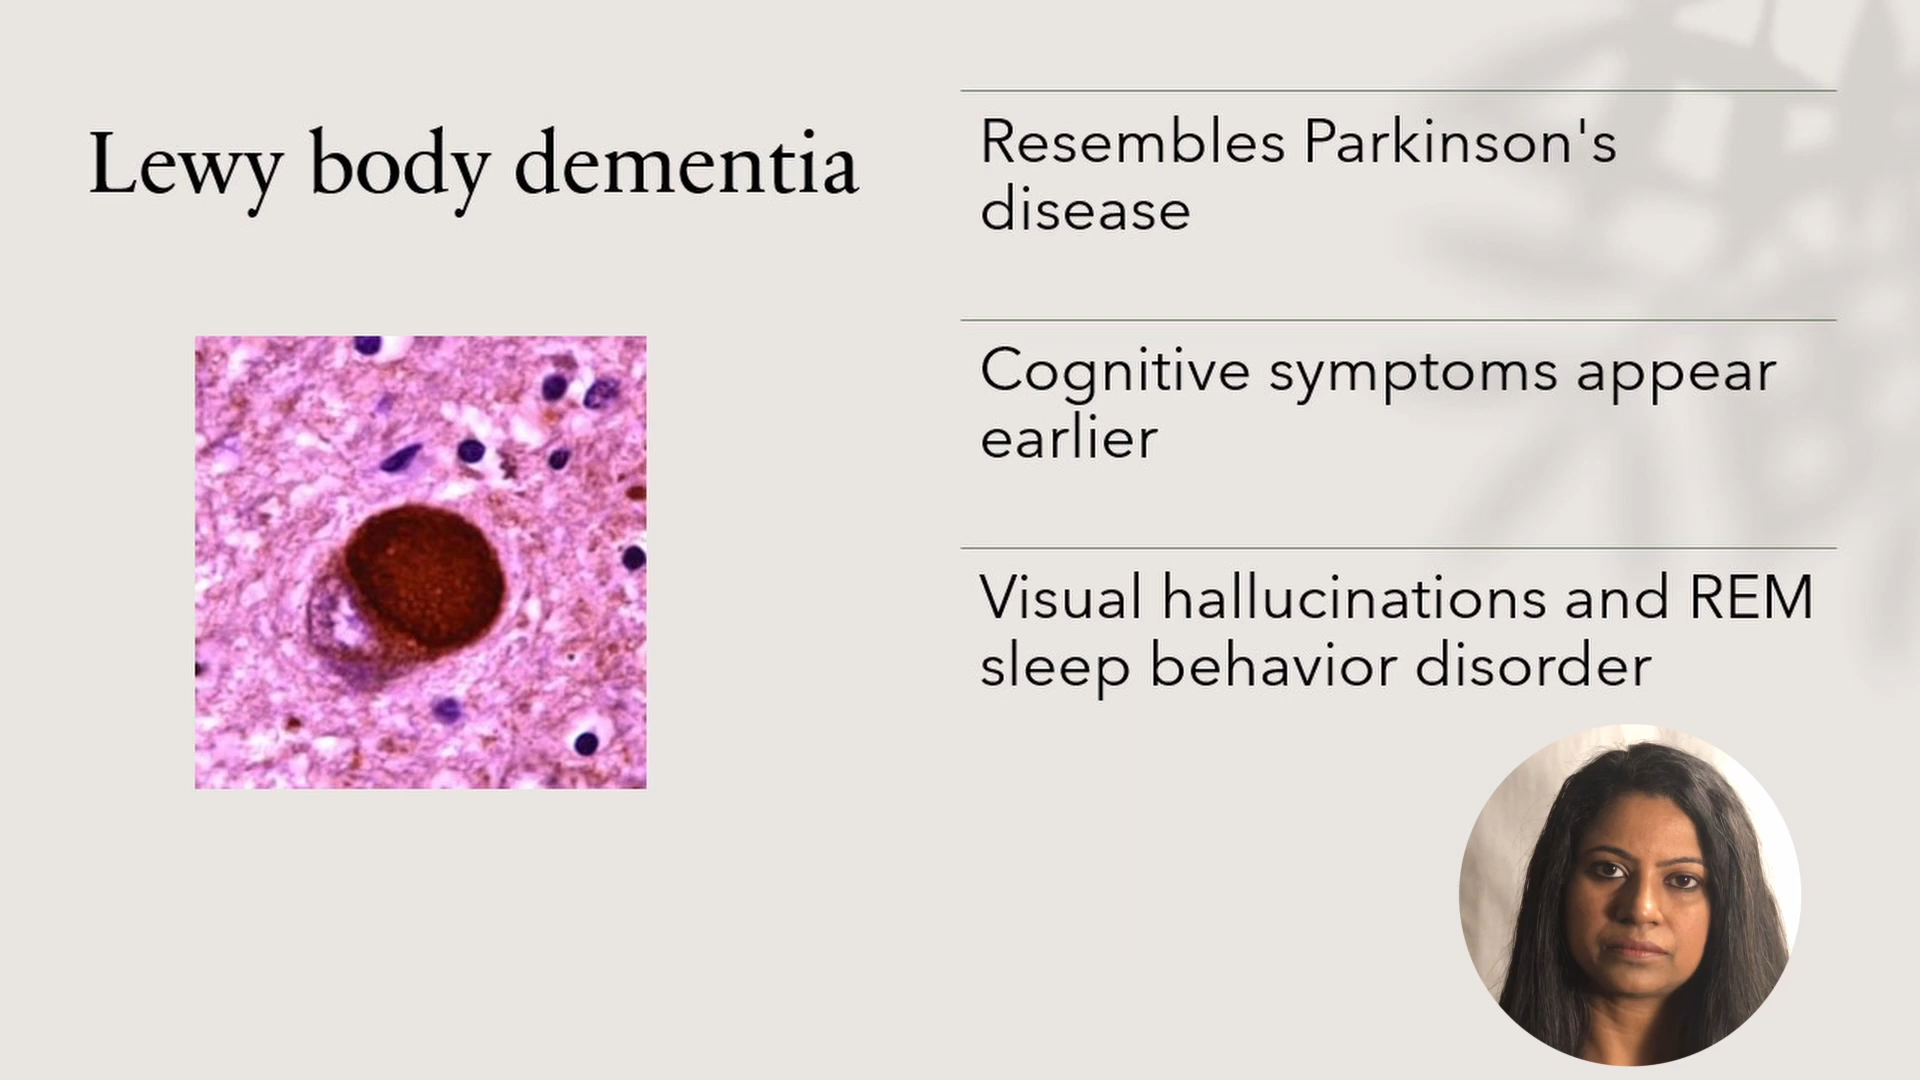 Lewy body dementia
Resembles Parkinson's
disease
Cognitive symptoms appear
earlier
Visual hallucinations and REM
sleep behavior disorder